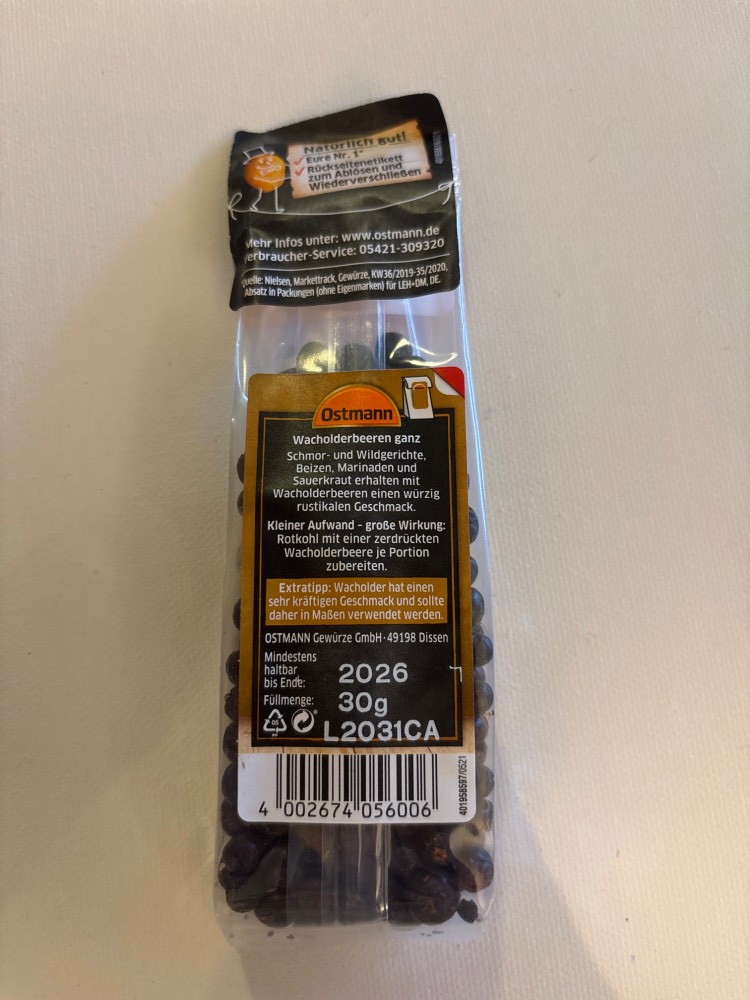 Natürlich gut!
Eure Nr. 1*
Rückseitenetikett
zum Ablösen und
Wiederverschließen
Mehr Infos unter: www.ostmann.de
erbraucher-Service: 05421-309320
Quelle: Nielsen, Markettrack, Gewürze, KW36/2019-35/2020,
Absatz in Packungen (ohne Eigenmarken) für LEH+DM, DE.
Ostmann
Wacholderbeeren ganz
Schmor- und Wildgerichte,
Beizen, Marinaden und
Sauerkraut erhalten mit
Wacholderbeeren einen würzig
rustikalen Geschmack.
Kleiner Aufwand – große Wirkung:
Rotkohl mit einer zerdrückten
Wacholderbeere je Portion
zubereiten.
Extratipp: Wacholder hat einen
sehr kräftigen Geschmack und sollte
daher in Maßen verwendet werden.
OSTMANN Gewürze GmbH·49198 Dissen
Mindestens
haltbar
bis Ende: 2026
Füllmenge: 30g
05
L2031CA
4 002674 056006
401958597/0521